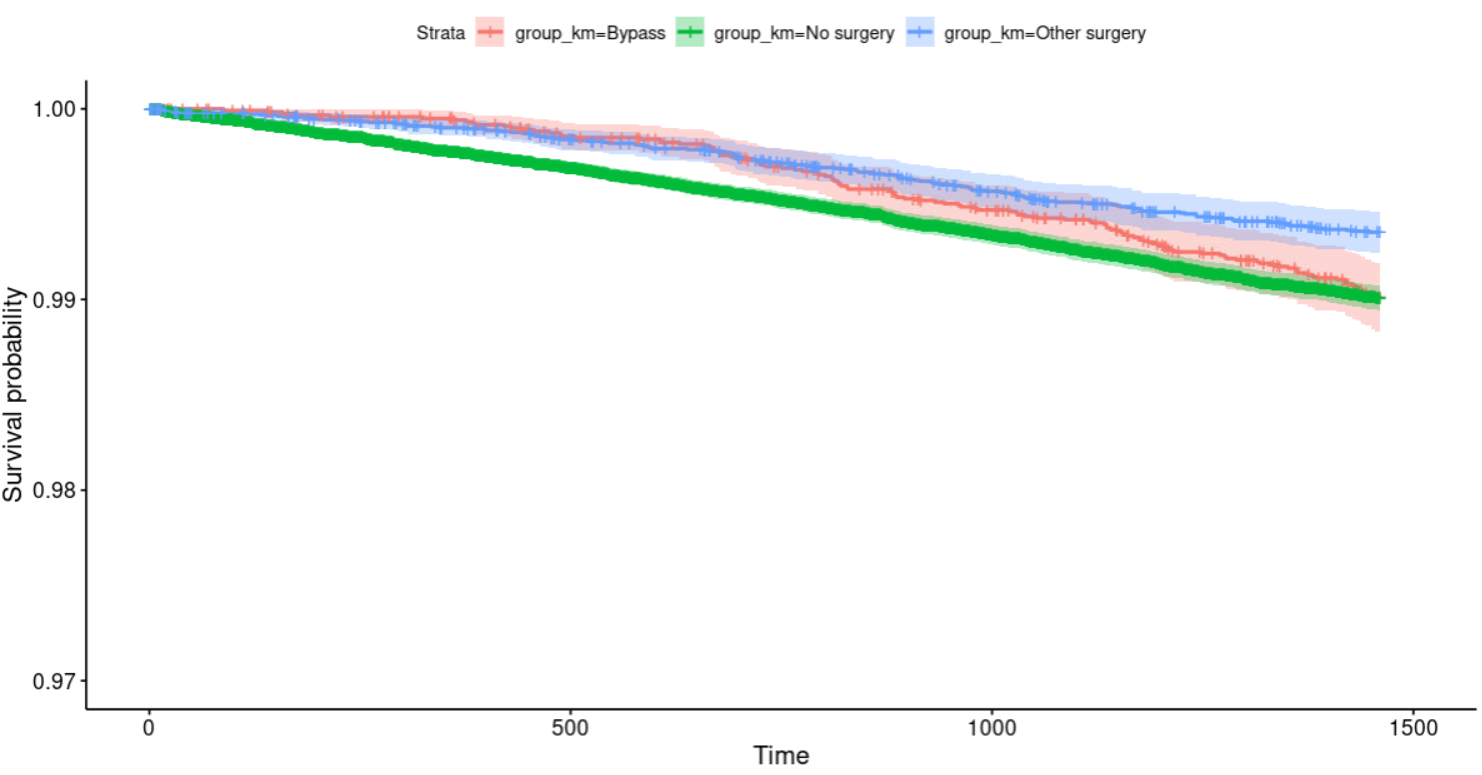 Strata group_km=Bypass group_km=No surgery group_km=Other surgery
1.00
0.99
0.98
0.97
Survival probability
0 500 1000 1500
Time